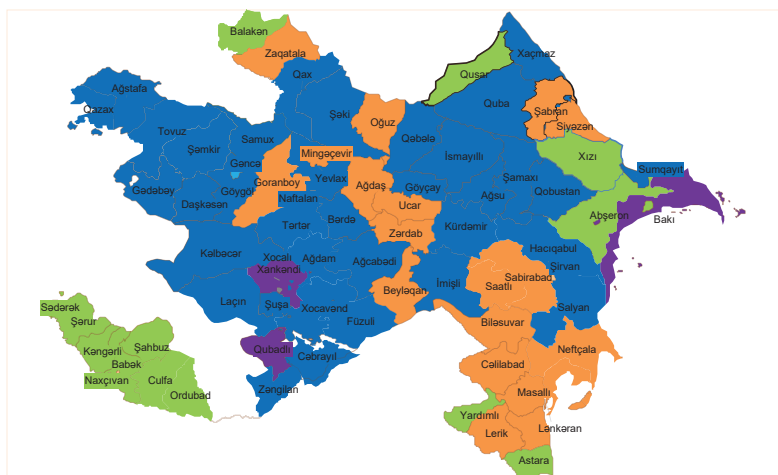 Balakən
Zaqatala
Qax
Xaçmaz
Qusar
Ağstafa
Qazax
Şəki
Oğuz
Quba
Şabran
Siyəzən
Tovuz
Samux
Qəbələ
Şəmkir
Mingəçevir
İsmayıllı
Xızı
Gəncə
Sumqayıt
Gədəbəy
Göygöl
Goranboy
Yevlax
Ağdaş
Göyçay
Şamaxı
Ağsu
Qobustan
Daşkəsən
Naftalan
Ucar
Abşeron
Bakı
Tərtər
Bərdə
Zərdab
Kürdəmir
Kəlbəcər
Xocalı
Ağdam
Ağcabədi
Hacıqabul
Xankəndi
Şirvan
Sabirabad
Laçın
Şuşa
Xocavənd
Beyləqan
İmişli
Saatlı
Salyan
Sədərək
Şərur
Füzuli
Biləsuvar
Kəngərli
Şahbuz
Qubadlı
Cəbrayıl
Neftçala
Babək
Cəlilabad
Naxçıvan
Culfa
Ordubad
Zəngilan
Masallı
Yardımlı
Lerik
Lənkəran
Astara